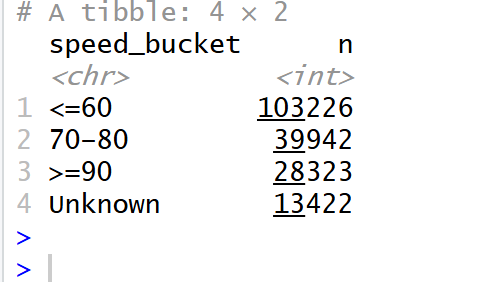 # A tibble: 4 × 2
speed_bucket n
<chr> <int>
1 <=60 103226
2 70-80 39942
3 >=90 28323
4 Unknown 13422
>
>